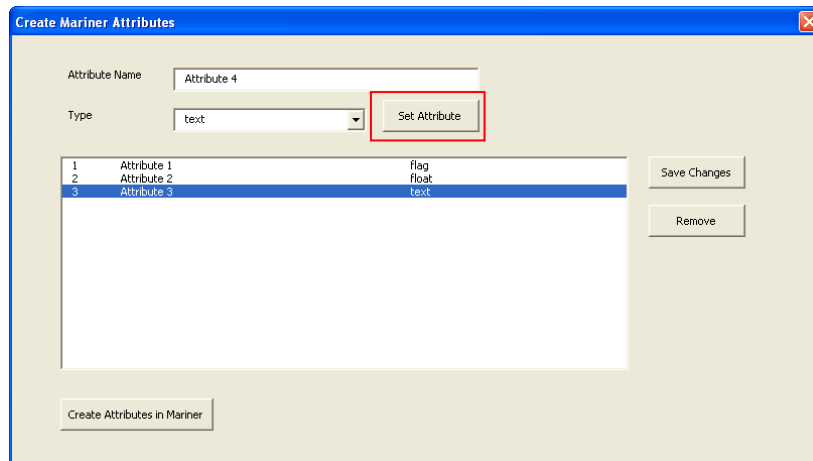 Create Mariner Attributes
Attribute Name Attribute 4
Type text Set Attribute
1 Attribute 1 flag
2 Attribute 2 float
3 Attribute 3 text
Save Changes
Remove
Create Attributes in Mariner